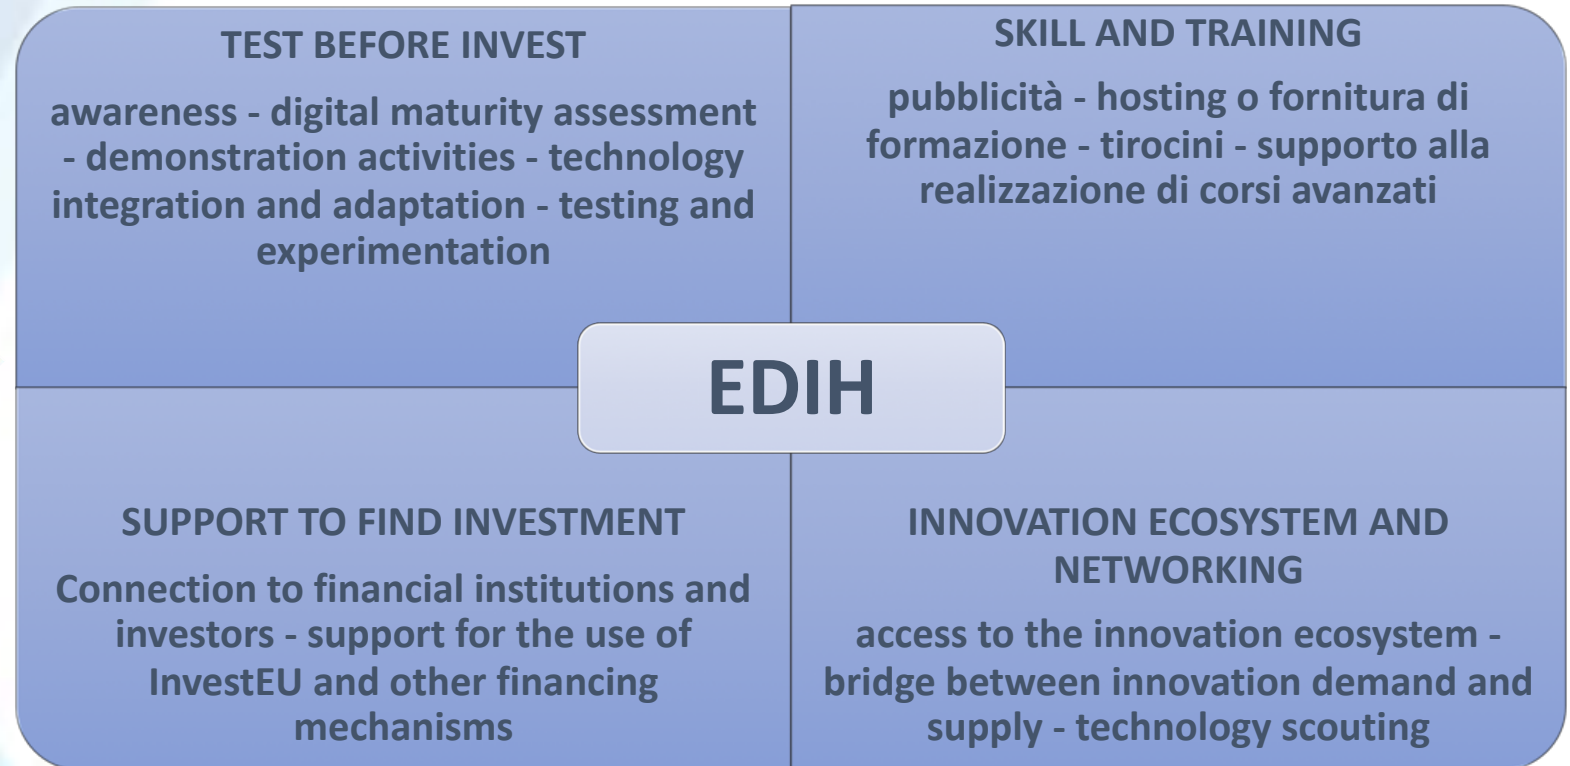 TEST BEFORE INVEST
awareness - digital maturity assessment
- demonstration activities - technology
integration and adaptation - testing and
experimentation
SKILL AND TRAINING
pubblicità - hosting o fornitura di
formazione - tirocini - supporto alla
realizzazione di corsi avanzati
EDIH
SUPPORT TO FIND INVESTMENT
Connection to financial institutions and
investors - support for the use of
InvestEU and other financing
mechanisms
INNOVATION ECOSYSTEM AND
NETWORKING
access to the innovation ecosystem -
bridge between innovation demand and
supply - technology scouting